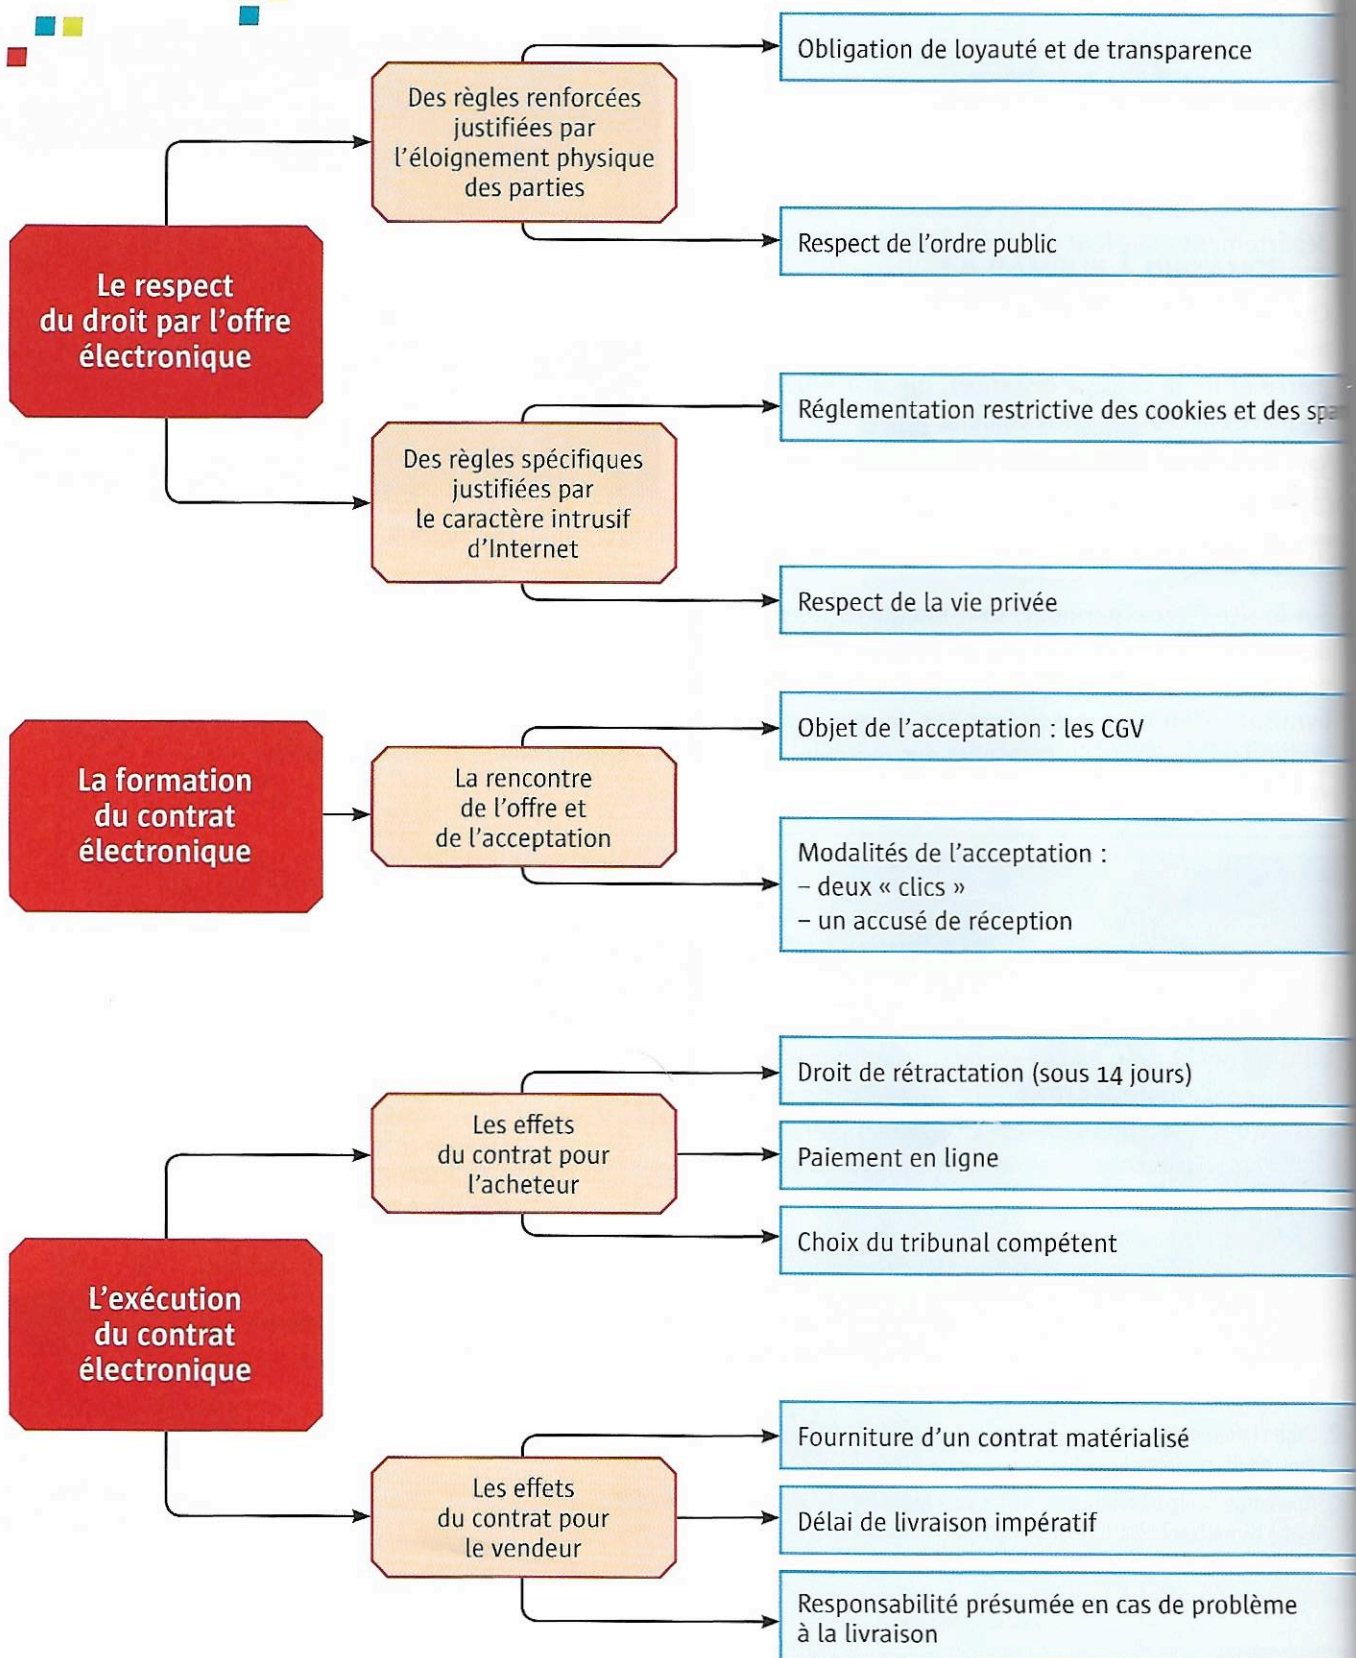 Obligation de loyauté et de transparence
Des règles renforcées
justifiées par
l'éloignement physique
des parties
Respect de l'ordre public
Le respect
du droit par l'offre
électronique
Réglementation restrictive des cookies et des
Des règles spécifiques
justifiées par
le caractère intrusif
d'Internet
Respect de la vie privée
Objet de l'acceptation : les CGV
La formation
du contrat
électronique
La rencontre
de l'offre et
de l'acceptation
Modalités de l'acceptation :
– deux « clics »
– un accusé de réception
Droit de rétractation (sous 14 jours)
Les effets
du contrat pour
l'acheteur
Paiement en ligne
Choix du tribunal compétent
L'exécution
du contrat
électronique
Fourniture d'un contrat matérialisé
Les effets
du contrat pour
le vendeur
Délai de livraison impératif
Responsabilité présumée en cas de problème
à la livraison